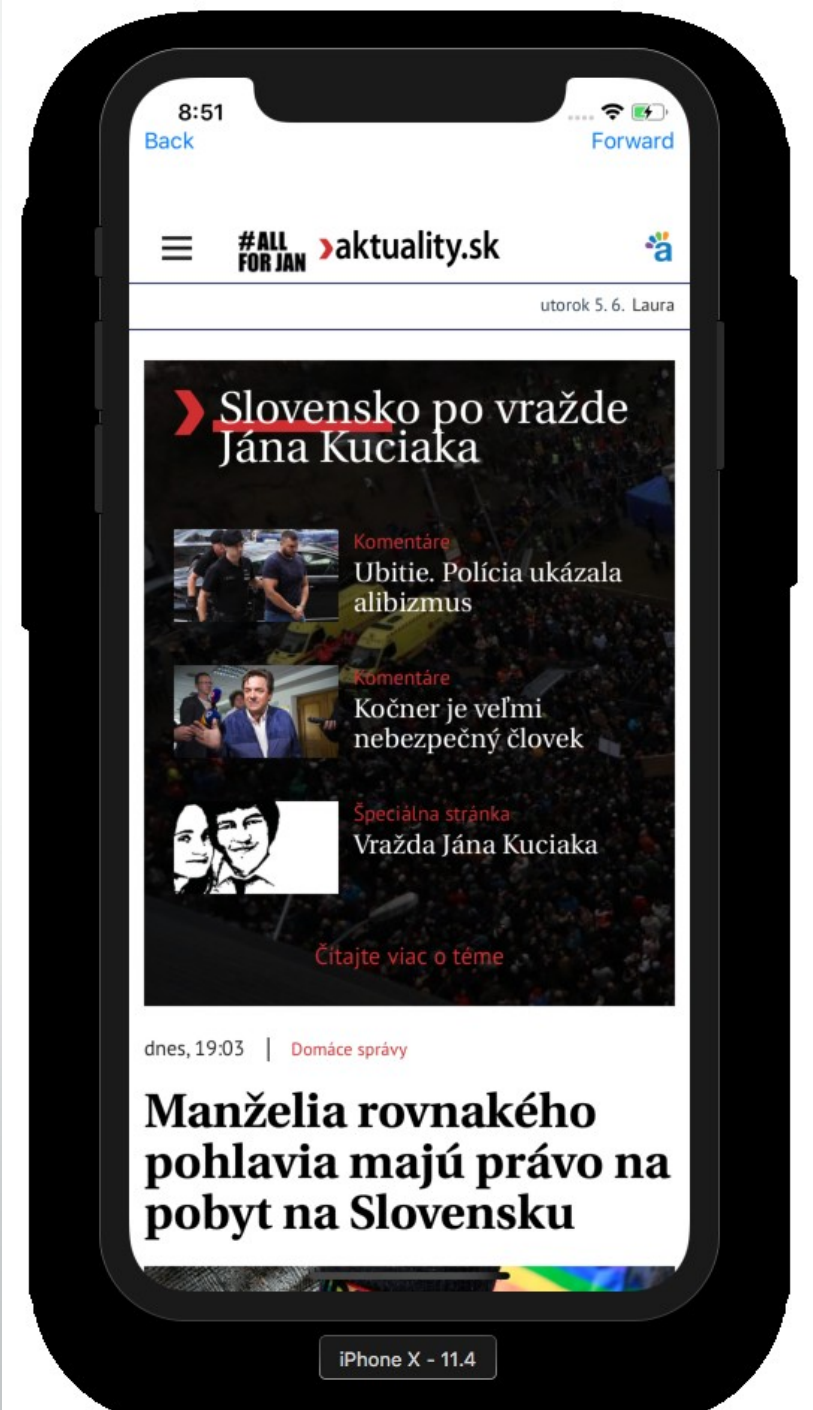 8:51
Back Forward
#ALL
FOR JAN aktuality.sk a
utorok 5. 6. Laura
Slovensko po vražde
Jána Kuciaka
Komentáre
Ubitie. Polícia ukázala
alibizmus
Komentáre
Kočner je veľmi
nebezpečný človek
Špeciálna stránka
Vražda Jána Kuciaka
Čítajte viac o téme
dnes, 19:03 | Domáce správy
Manželia rovnakého
pohlavia majú právo na
pobyt na Slovensku
iPhone X - 11.4